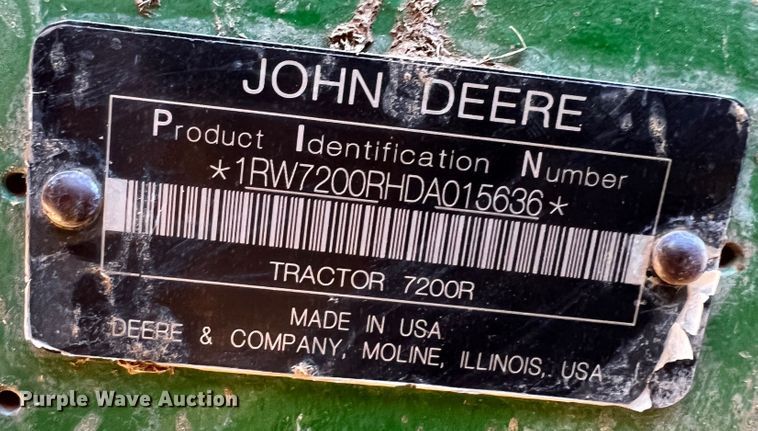 JOHN DEERE
Product Identification Number
*1RW7200RHDA015636*
TRACTOR 7200R
MADE IN USA
DEERE & COMPANY, MOLINE, ILLINOIS, USA
Purple Wave Auction